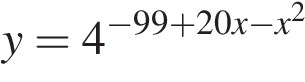 y = 4^{-99+20x-x^2}